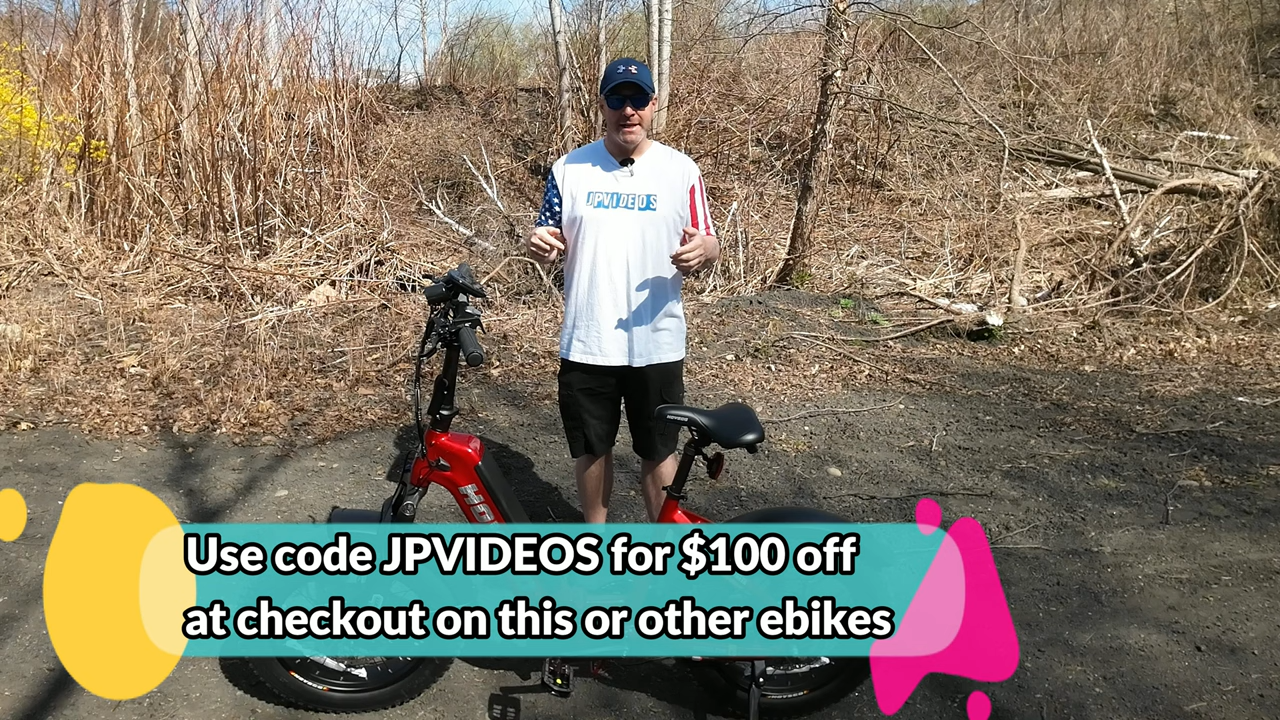 JPVIDEOS
Use code JPVIDEOS for $100 off
at checkout on this or other ebikes